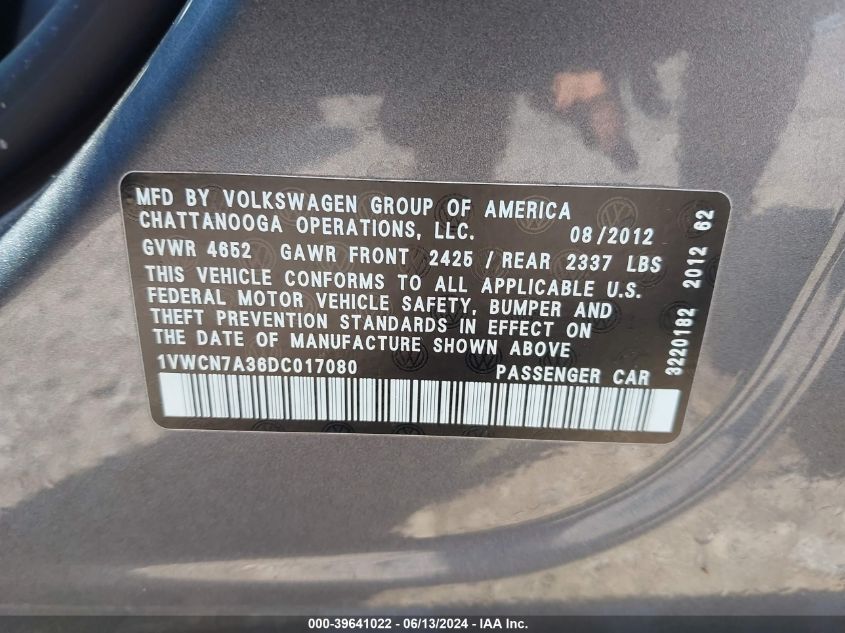 MFD BY VOLKSWAGEN GROUP OF AMERICA
CHATTANOOGA OPERATIONS, LLC. 08/2012
GVWR 4652 GAWR FRONT 2425 / REAR 2337 LBS
THIS VEHICLE CONFORMS TO ALL APPLICABLE U.S.
FEDERAL MOTOR VEHICLE SAFETY, BUMPER AND
THEFT PREVENTION STANDARDS IN EFFECT ON
THE DATE OF MANUFACTURE SHOWN ABOVE
1VWCN7A36DC017080 PASSENGER CAR
3220182 2012 62
000-39641022 - 06/13/2024 - IAA Inc.